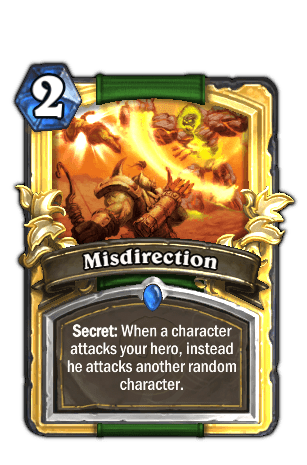 2
Misdirection
Secret: When a character
attacks your hero, instead
he attacks another random
character.